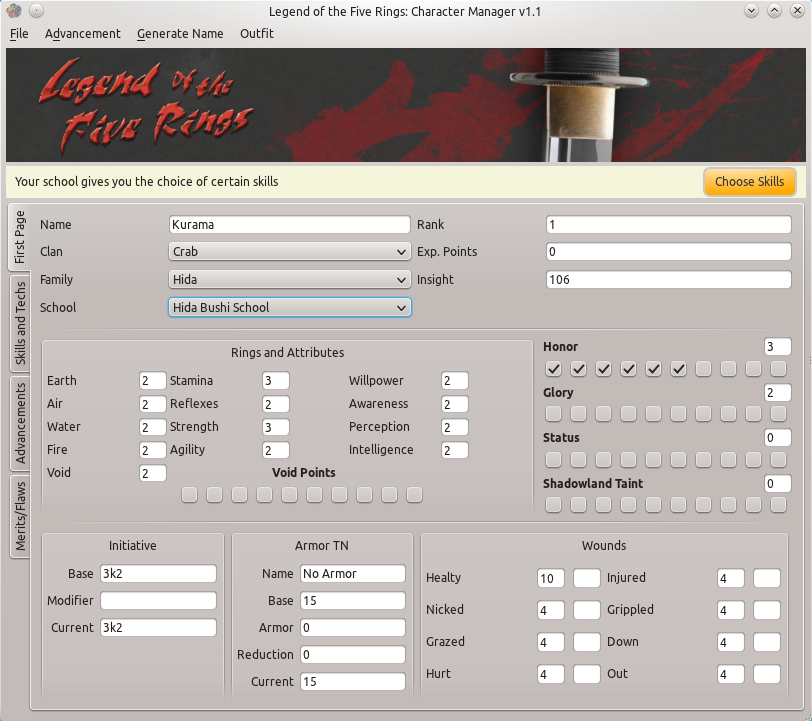 Legend of the Five Rings: Character Manager v1.1
File Advancement Generate Name Outfit
Legend Of the
Five Rings
Your school gives you the choice of certain skills Choose Skills
First Page
Skills and Techs
Advancements
Merits/Flaws
Name Kurama Rank 1
Clan Crab Exp. Points 0
Family Hida Insight 106
School Hida Bushi School
Rings and Attributes
Earth 2 Stamina 3 Willpower 2
Air 2 Reflexes 2 Awareness 2
Water 2 Strength 3 Perception 2
Fire 2 Agility 2 Intelligence 2
Void 2 Void Points
Honor 3
Glory 2
Status 0
Shadowland Taint 0
Initiative
Base 3k2
Modifier
Current 3k2
Armor TN
Name No Armor
Base 15
Armor 0
Reduction 0
Current 15
Wounds
Healty 10 Injured 4
Nicked 4 Grippled 4
Grazed 4 Down 4
Hurt 4 Out 4